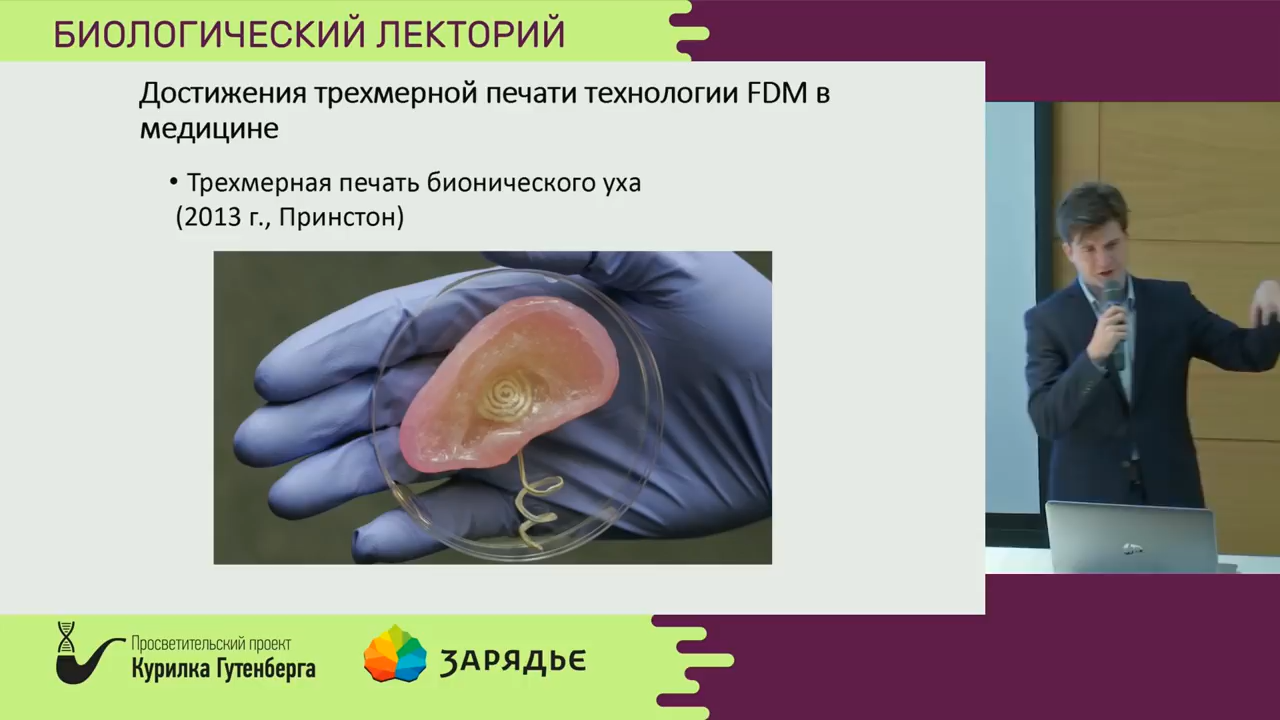 БИОЛОГИЧЕСКИЙ ЛЕКТОРИЙ
Достижения трехмерной печати технологии FDM в
медицине
• Трехмерная печать бионического уха
(2013 г., Принстон)
Просветительский проект
Курилка Гутенберга
ЗАРЯДЬЕ